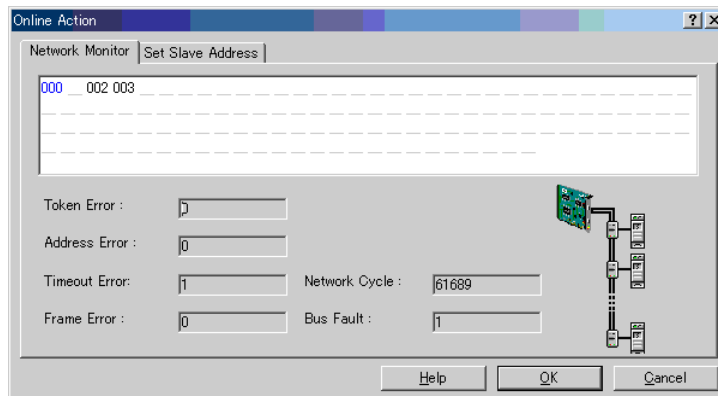 Online Action
Network Monitor Set Slave Address
000 __ 002 003
Token Error :
Address Error : 0
Timeout Error: 1 Network Cycle : 61689
Frame Error : 0 Bus Fault : 1
Help OK Cancel